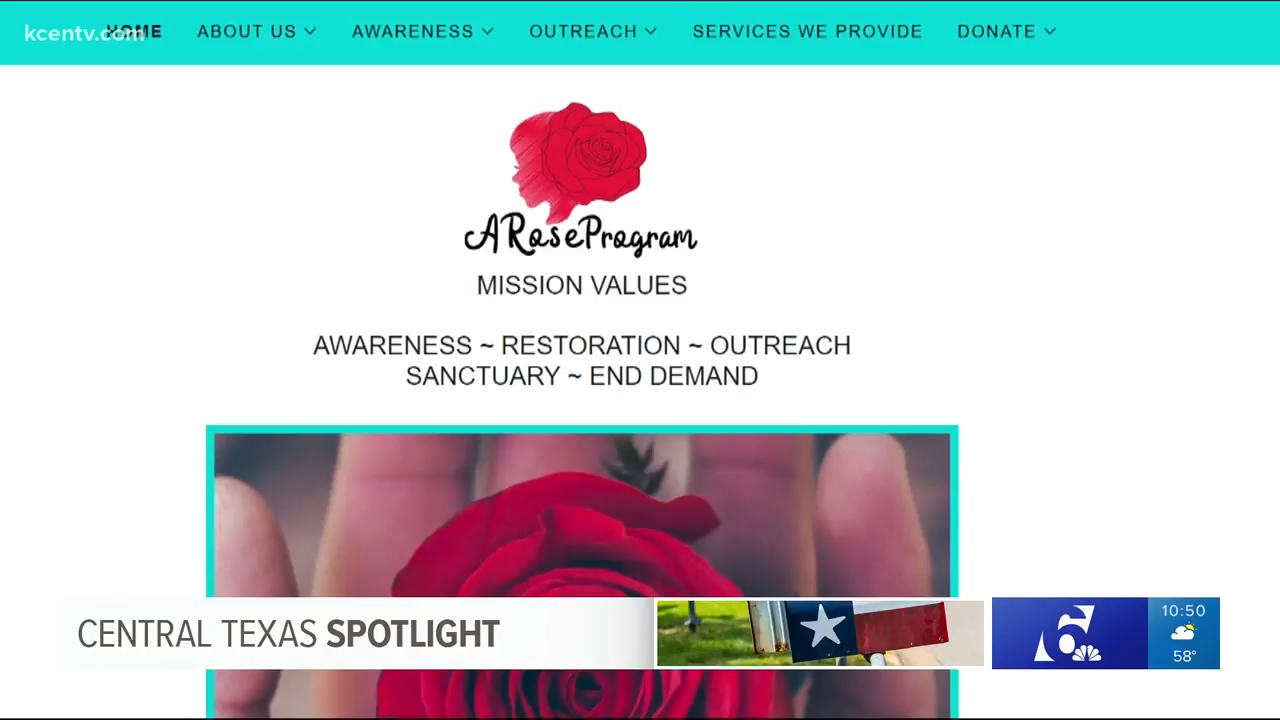 kcentv.com
HOME ABOUT US AWARENESS OUTREACH SERVICES WE PROVIDE DONATE
ARoseProgram
MISSION VALUES
AWARENESS ~ RESTORATION ~ OUTREACH
SANCTUARY ~ END DEMAND
CENTRAL TEXAS SPOTLIGHT
6
10:50
58°